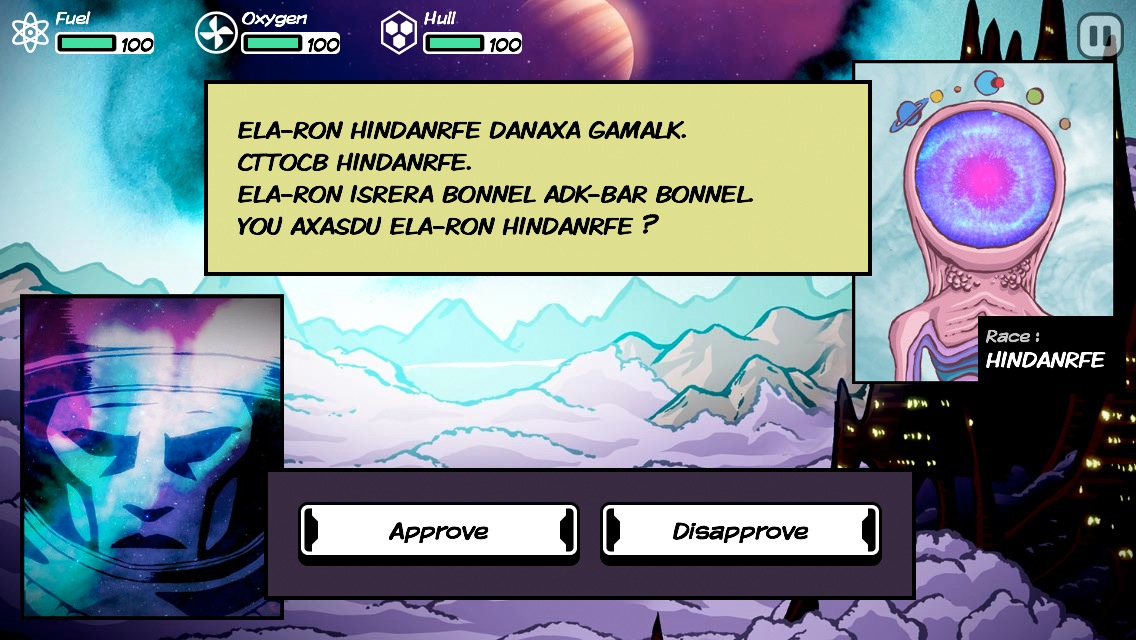 Fuel
100
Oxygen
100
Hull
100
ELA-RON HINDANRFE DANAXA GAMALK.
CTTOCB HINDANRFE.
ELA-RON ISRERA BONNEL ADK-BAR BONNEL.
YOU AXASDU ELA-RON HINDANRFE ?
Race :
HINDANRFE
Approve
Disapprove